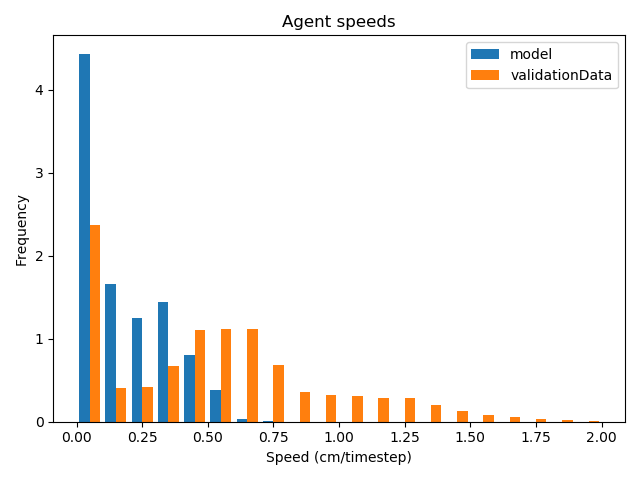 Agent speeds
model
validationData
Frequency
4
3
2
1
0
0.00 0.25 0.50 0.75 1.00 1.25 1.50 1.75 2.00
Speed (cm/timestep)